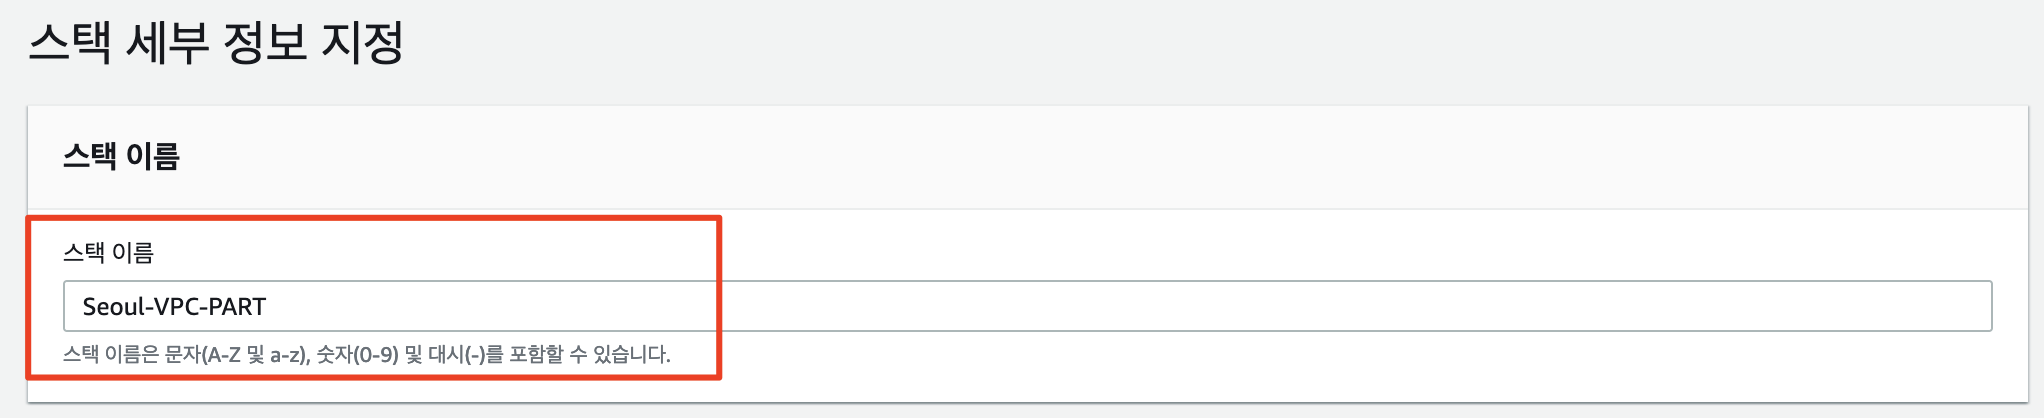 스택 세부 정보 지정
스택 이름
스택 이름
Seoul-VPC-PART
스택 이름은 문자(A-Z 및 a-z), 숫자(0-9) 및 대시(-)를 포함할 수 있습니다.